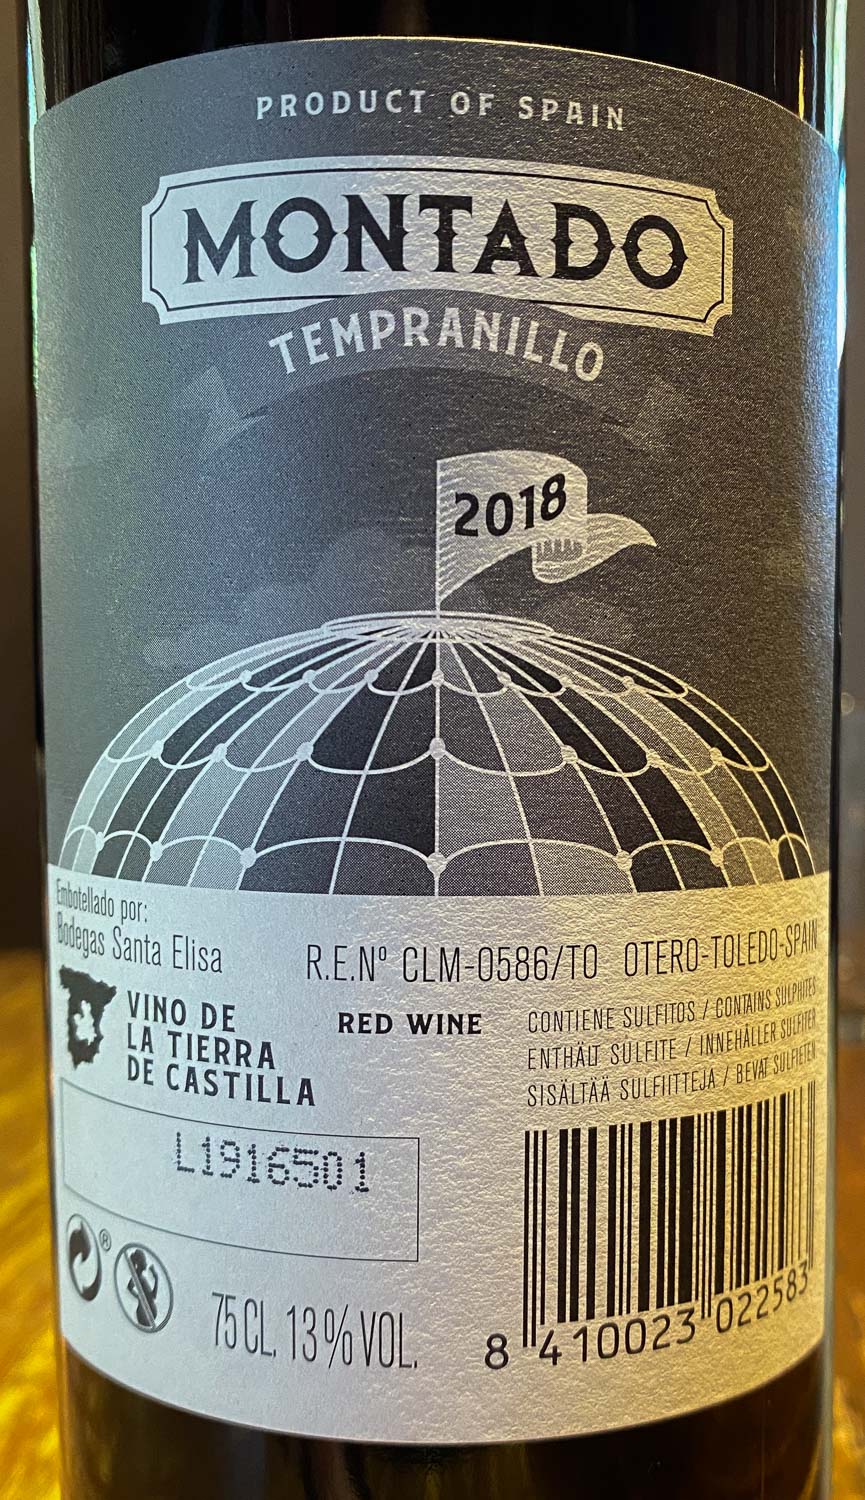 PRODUCT OF SPAIN
MONTADO
TEMPRANILLO
2018
Embotellado por:
Bodegas Santa Elisa
R.E.Nº CLM-0586/TO OTERO-TOLEDO-SPAIN
VINO DE
LA TIERRA
DE CASTILLA
RED WINE
CONTIENE SULFITOS / CONTAINS SULPHITES
ENTHÄLT SULFITE / INNEHÄLLER SULFITER
SISÄLTÄÄ SULFIITTEJA / BEVAT SULFIETEN
L1916501
®
75 CL. 13% VOL.
8 410023 022583